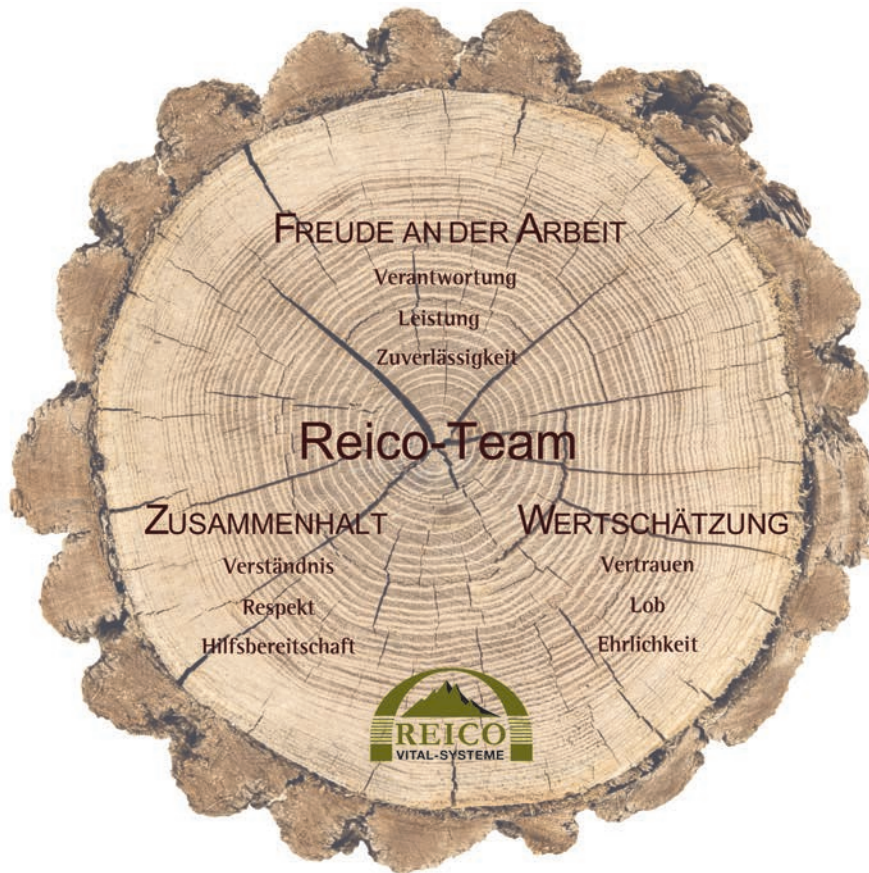 FREUDE AN DER ARBEIT
Verantwortung
Leistung
Zuverlässigkeit
Reico-Team
ZUSAMMENHALT
Verständnis
Respekt
Hilfsbereitschaft
WERTSCHÄTZUNG
Vertrauen
Lob
Ehrlichkeit
REICO
VITAL-SYSTEME